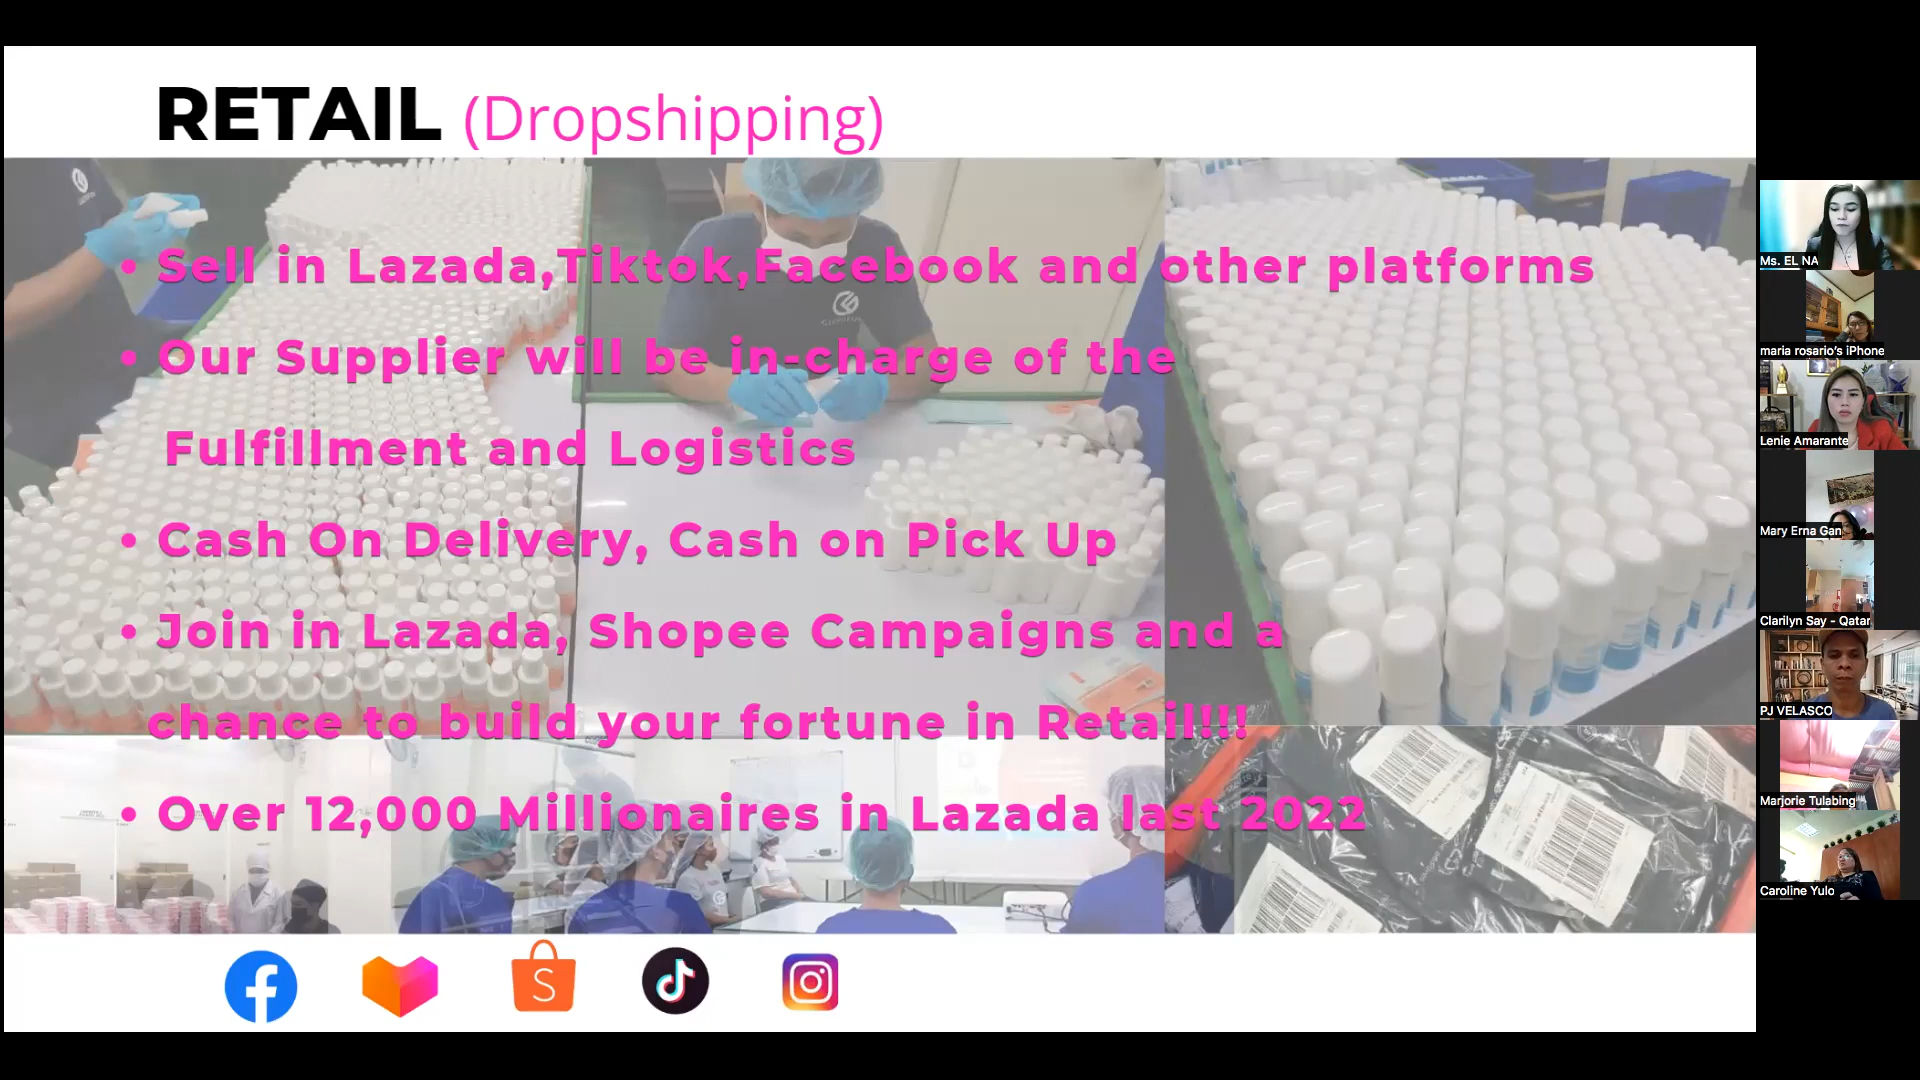 RETAIL (Dropshipping)
• Sell in Lazada,Tiktok,Facebook and other platforms
• Our Supplier will be in-charge of the
Fulfillment and Logistics
• Cash On Delivery, Cash on Pick Up
• Join in Lazada, Shopee Campaigns and a
chance to build your fortune in Retail!!!
• Over 12,000 Millionaires in Lazada last 2022
Ms. EL NA
maria rosario's iPhone
Lenie Amarante
Mary Erna Gan
Clarilyn Say - Qatar
PJ VELASCO
Marjorie Tulabing
Caroline Yulo